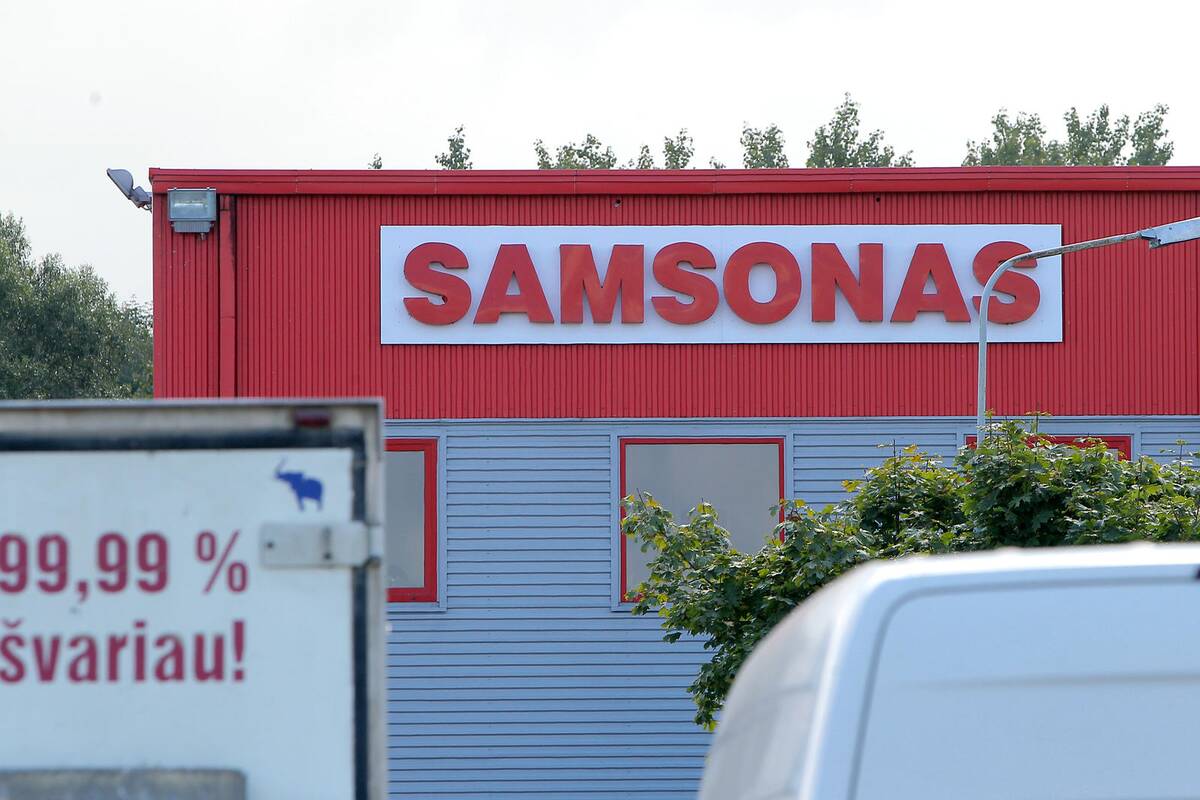 SAMSONAS
99,99 %
švariau!